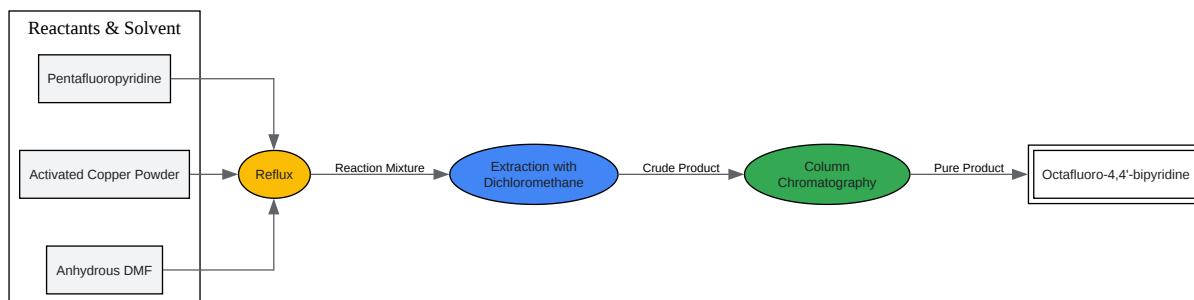 Reactants & Solvent
Pentafluoropyridine
Activated Copper Powder
Anhydrous DMF
Reflux
Reaction Mixture
Extraction with
Dichloromethane
Crude Product
Column
Chromatography
Pure Product
Octafluoro-4,4'-bipyridine